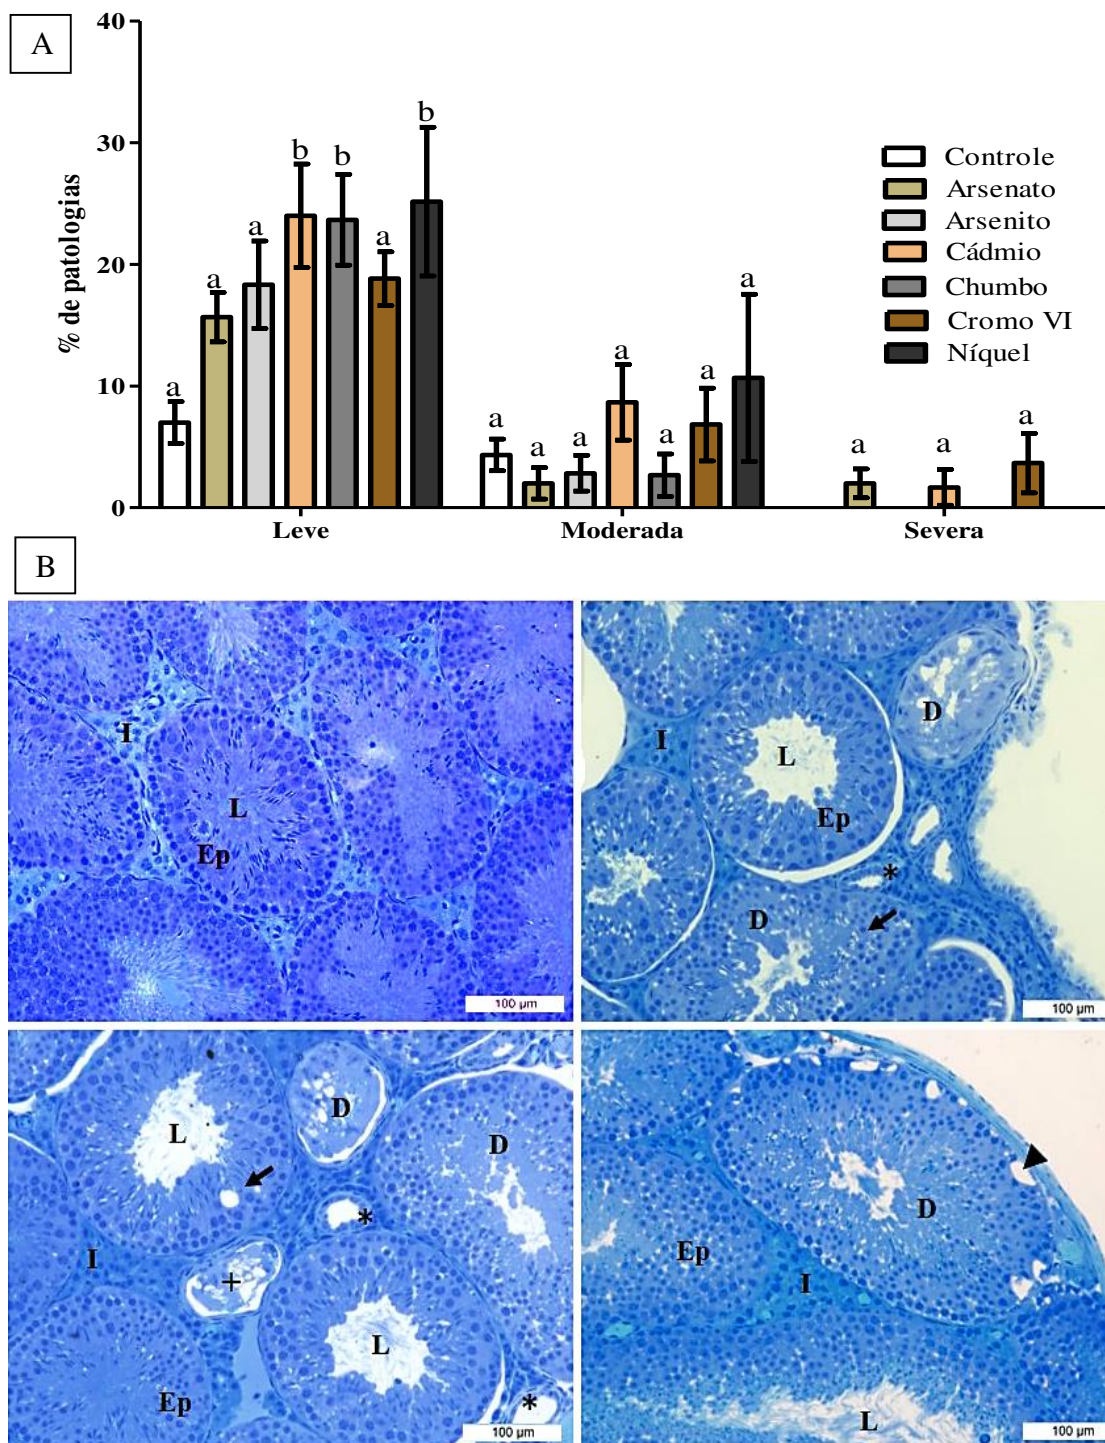 A
40
30
20
10
0
% de patologias
a
a
a
b
b
a
b
a
a
a
a
a
a
a
a
a
a
Controle
Arsenato
Arsenito
Cádmio
Chumbo
Cromo VI
Níquel
Leve
Moderada
Severa
B
I
L
Ep
100 µm
D
I
L
Ep
*
D
100 µm
L
D
D
*
I
+
L
Ep
*
100 µm
D
Ep
I
L
100 µm